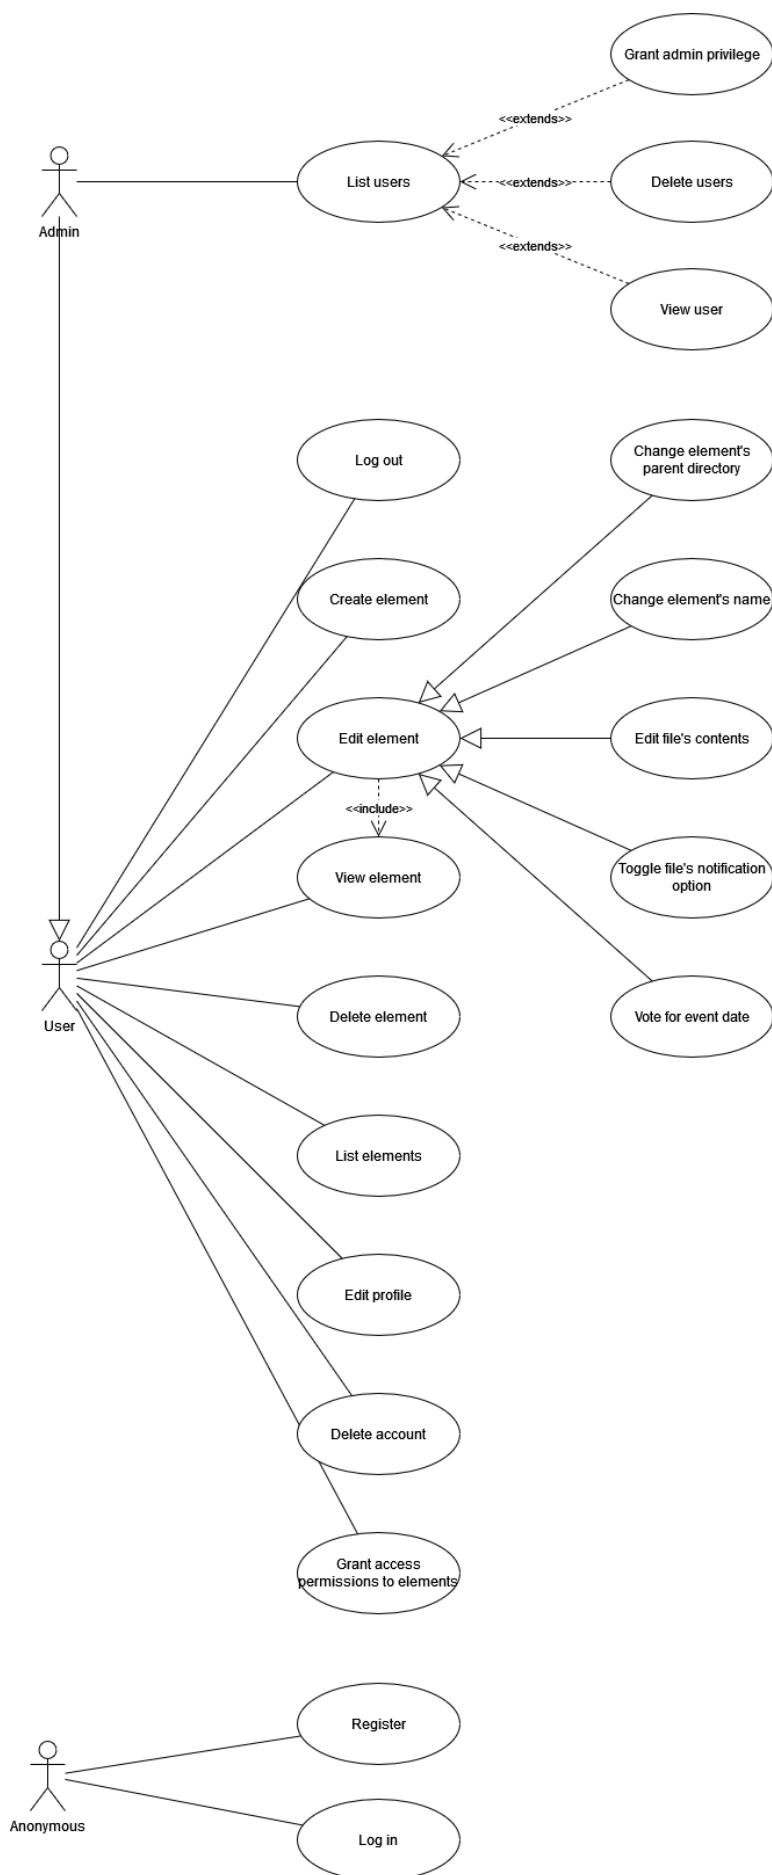 Grant admin privilege
<<extends>>
List users
<<extends>>
Delete users
Admin
<<extends>>
View user
Log out
Change element's
parent directory
Create element
Change element's name
Edit element
Edit file's contents
<<include>>
View element
Toggle file's notification
option
User
Delete element
Vote for event date
List elements
Edit profile
Delete account
Grant access
permissions to elements
Register
Anonymous
Log in